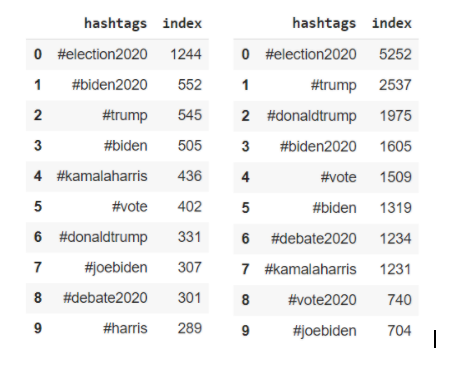 hashtags index hashtags index
0 #election2020 1244 0 #election2020 5252
1 #biden2020 552 1 #trump 2537
2 #trump 545 2 #donaldtrump 1975
3 #biden 505 3 #biden2020 1605
4 #kamalaharris 436 4 #vote 1509
5 #vote 402 5 #biden 1319
6 #donaldtrump 331 6 #debate2020 1234
7 #joebiden 307 7 #kamalaharris 1231
8 #debate2020 301 8 #vote2020 740
9 #harris 289 9 #joebiden 704